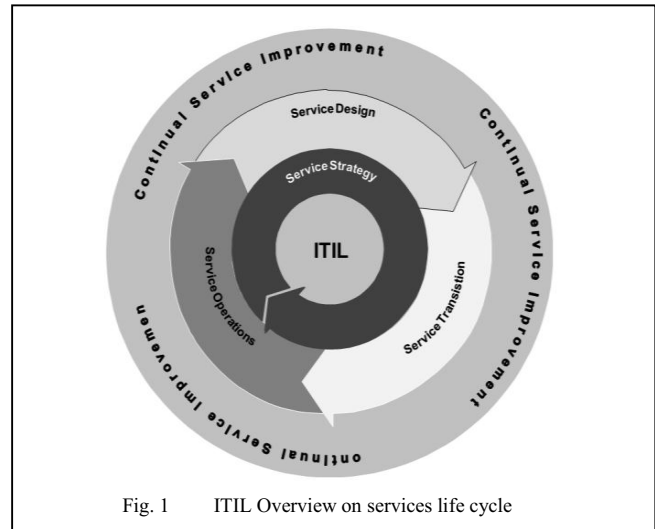 Continual Service Improvement
Continual Service Improvement
ontinual Service Improvemen
Service Design
Service Strategy
ITIL
Service Operations
Service Transistion
Fig. 1 ITIL Overview on services life cycle